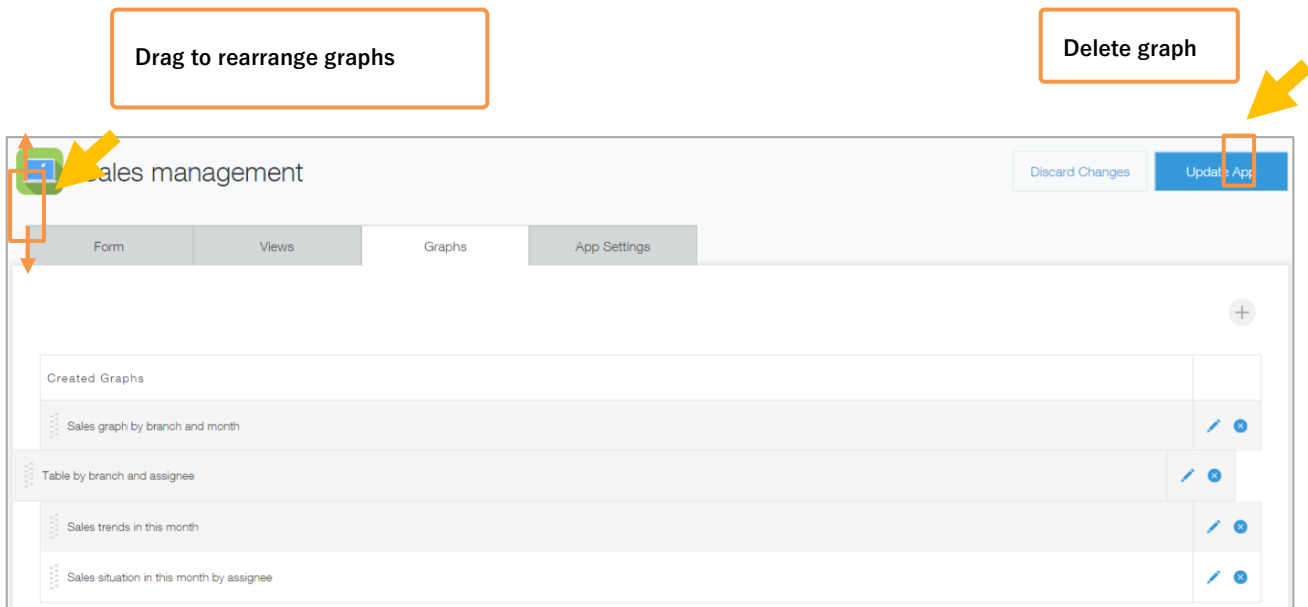 Drag to rearrange graphs
Delete graph
Sales management
Discard Changes
Update App
Form
Views
Graphs
App Settings
Created Graphs
Sales graph by branch and month
Table by branch and assignee
Sales trends in this month
Sales situation in this month by assignee